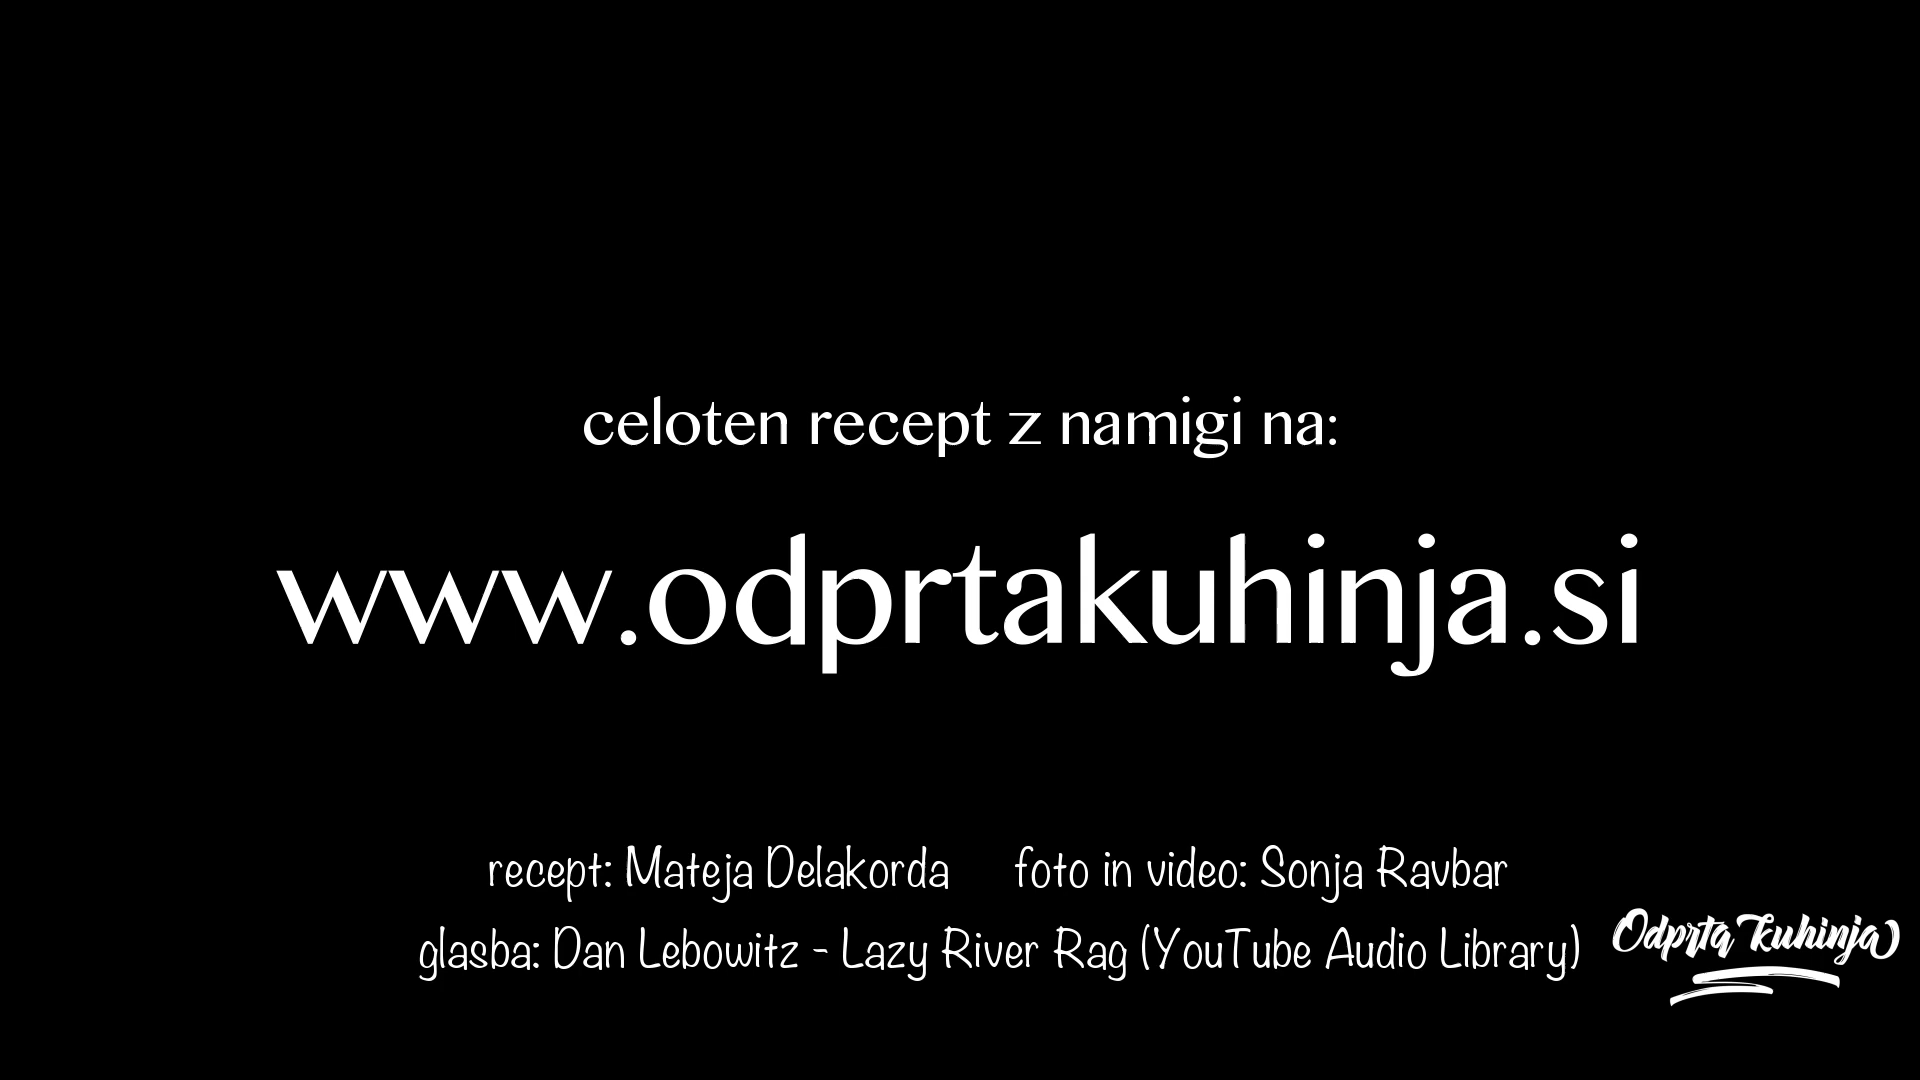 celoten recept z namigi na:
www.odprtakuhinja.si
recept: Mateja Delakorda foto in video: Sonja Ravbar
glasba: Dan Lebowitz - Lazy River Rag (YouTube Audio Library)
Odprta kuhinja